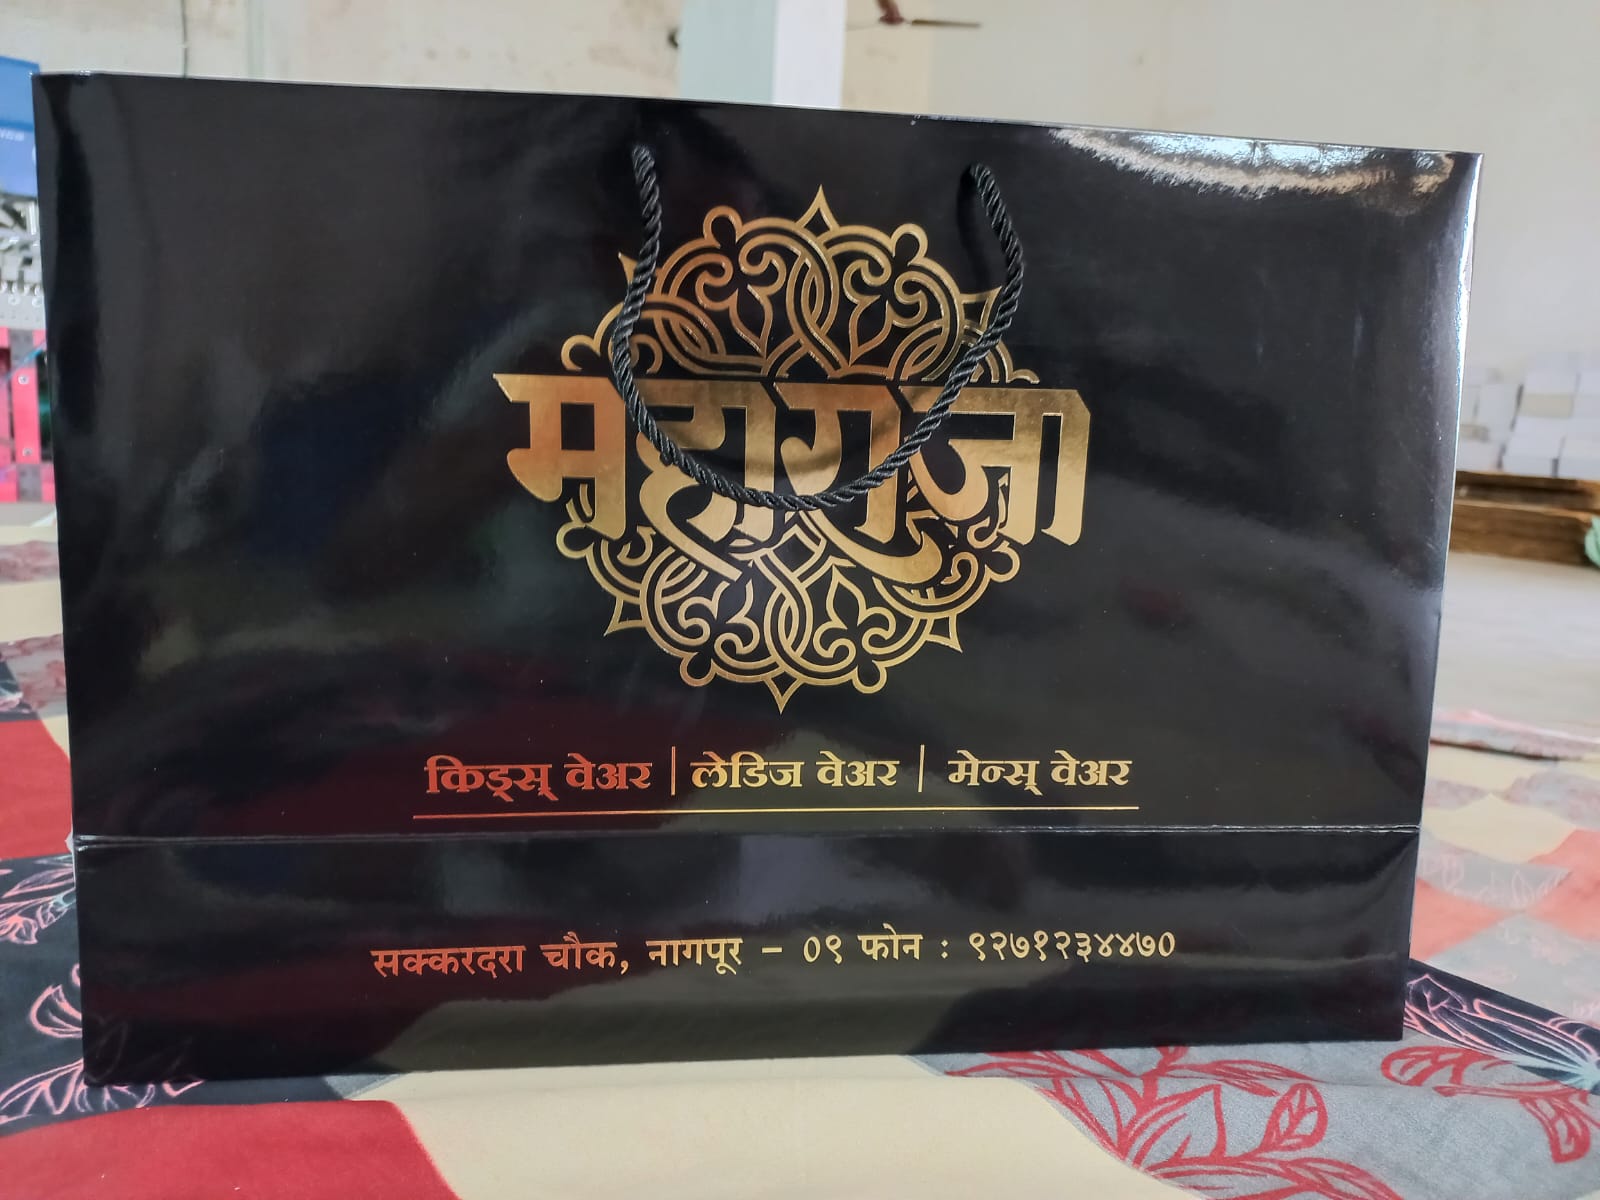 महाराजा
किड्स् वेअर | लेडिज वेअर | मेन्स् वेअर
सक्करदरा चौक, नागपूर – ०९ फोन : ९२७१२३४४७०